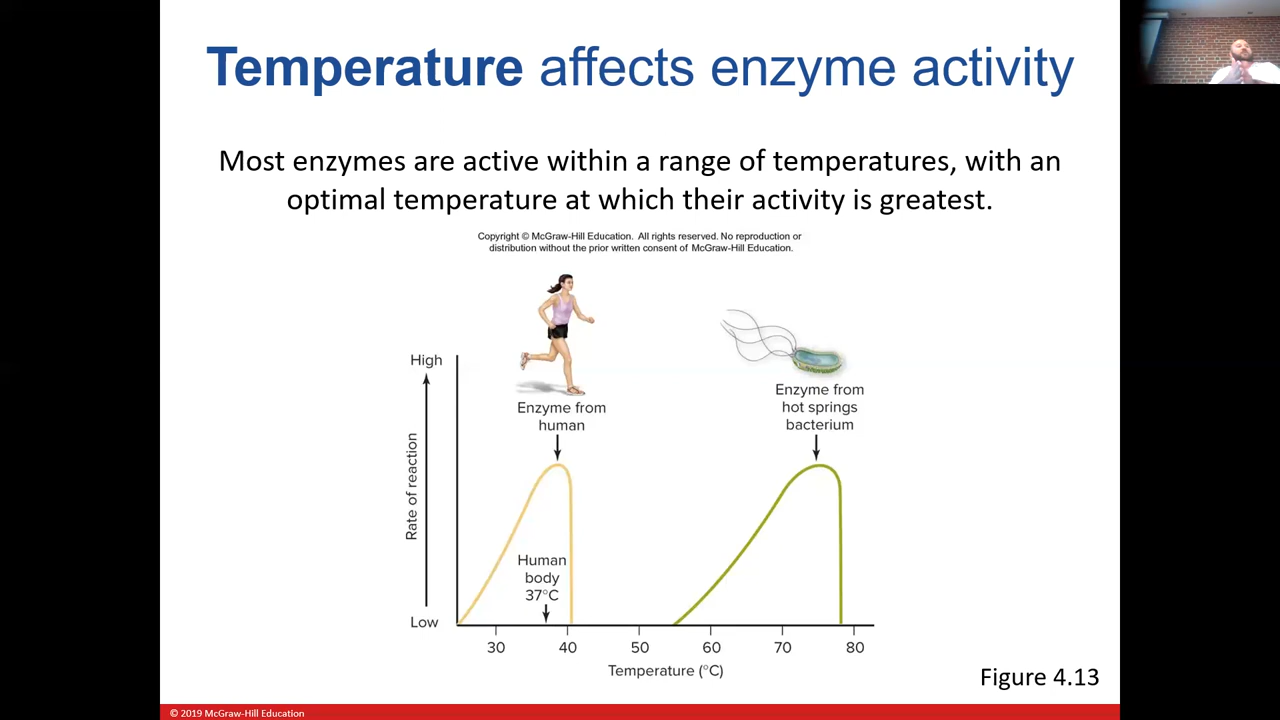 Temperature affects enzyme activity
Most enzymes are active within a range of temperatures, with an
optimal temperature at which their activity is greatest.
Copyright © McGraw-Hill Education. All rights reserved. No reproduction or
distribution without the prior written consent of McGraw-Hill Education.
High
Rate of reaction
Low
Enzyme from
human
Enzyme from
hot springs
bacterium
Human
body
37°C
30 40 50 60 70 80
Temperature (°C)
Figure 4.13
© 2019 McGraw-Hill Education